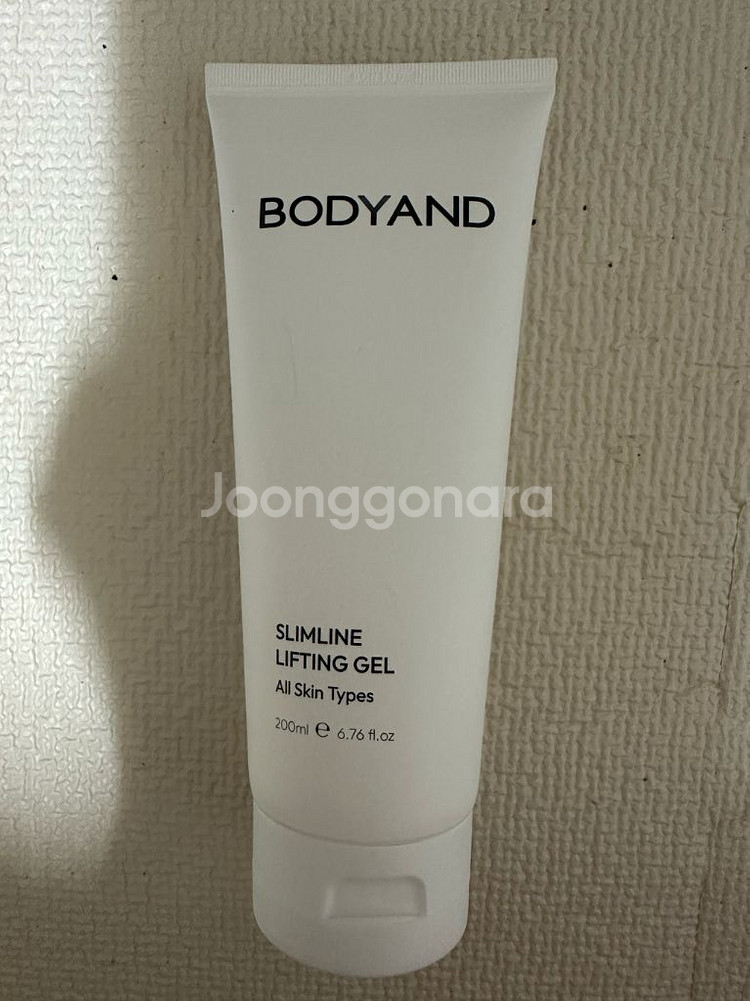 BODYAND
Joonggonara
SLIMLINE
LIFTING GEL
All Skin Types
200ml ℮ 6.76 fl.oz